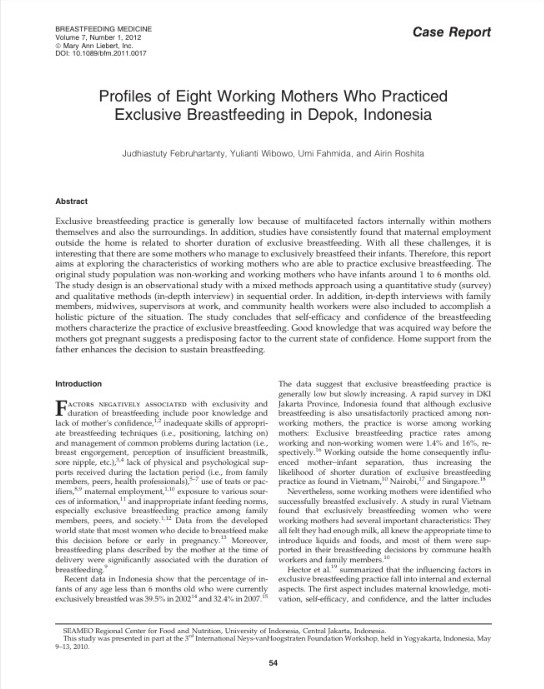 BREASTFEEDING MEDICINE
Volume 7, Number 1, 2012
© Mary Ann Liebert, Inc.
DOI: 10.1089/bfm.2011.0017
Case Report
Profiles of Eight Working Mothers Who Practiced
Exclusive Breastfeeding in Depok, Indonesia
Judhiastuty Februhartanty, Yulianti Wibowo, Umi Fahmida, and Airin Roshita
Abstract
Exclusive breastfeeding practice is generally low because of multifaceted factors internally within mothers
themselves and also the surroundings. In addition, studies have consistently found that maternal employment
outside the home is related to shorter duration of exclusive breastfeeding. With all these challenges, it is
interesting that there are some mothers who manage to exclusively breastfeed their infants. Therefore, this report
aims at exploring the characteristics of working mothers who are able to practice exclusive breastfeeding. The
original study population was non-working and working mothers who have infants around 1 to 6 months old.
The study design is an observational study with a mixed methods approach using a quantitative study (survey)
and qualitative methods (in-depth interview) in sequential order. In addition, in-depth interviews with family
members, midwives, supervisors at work, and community health workers were also included to accomplish a
holistic picture of the situation. The study concludes that self-efficacy and confidence of the breastfeeding
mothers characterize the practice of exclusive breastfeeding. Good knowledge that was acquired way before the
mothers got pregnant suggests a predisposing factor to the current state of confidence. Home support from the
father enhances the decision to sustain breastfeeding.
Introduction
FACTORS NEGATIVELY ASSOCIATED with exclusivity and
duration of breastfeeding include poor knowledge and
lack of mother's confidence,1,2 inadequate skills of appropri-
ate breastfeeding techniques (i.e., positioning, latching on)
and management of common problems during lactation (i.e.,
breast engorgement, perception of insufficient breastmilk,
sore nipple, etc.),3,4 lack of physical and psychological sup-
ports received during the lactation period (i.e., from family
members, peers, health professionals),5–7 use of teats or pac-
ifiers,8,9 maternal employment,1,10 exposure to various sour-
ces of information,11 and inappropriate infant feeding norms,
especially exclusive breastfeeding practice among family
members, peers, and society.1,12 Data from the developed
world state that most women who decide to breastfeed make
this decision before or early in pregnancy.13 Moreover,
breastfeeding plans described by the mother at the time of
delivery were significantly associated with the duration of
breastfeeding.9
Recent data in Indonesia show that the percentage of in-
fants of any age less than 6 months old who were currently
exclusively breastfed was 39.5% in 200214 and 32.4% in 2007.15
The data suggest that exclusive breastfeeding practice is
generally low but slowly increasing. A rapid survey in DKI
Jakarta Province, Indonesia found that although exclusive
breastfeeding is also unsatisfactorily practiced among non-
working mothers, the practice is worse among working
mothers: Exclusive breastfeeding practice rates among
working and non-working women were 1.4% and 16%, re-
spectively.16 Working outside the home consequently influ-
enced mother–infant separation, thus increasing the
likelihood of shorter duration of exclusive breastfeeding
practice as found in Vietnam,10 Nairobi,17 and Singapore.18
Nevertheless, some working mothers were identified who
successfully breastfed exclusively. A study in rural Vietnam
found that exclusively breastfeeding women who were
working mothers had several important characteristics: They
all felt they had enough milk, all knew the appropriate time to
introduce liquids and foods, and most of them were sup-
ported in their breastfeeding decisions by commune health
workers and family members.10
Hector et al.19 summarized that the influencing factors in
exclusive breastfeeding practice fall into internal and external
aspects. The first aspect includes maternal knowledge, moti-
vation, self-efficacy, and confidence, and the latter includes
SEAMEO Regional Center for Food and Nutrition, University of Indonesia, Central Jakarta, Indonesia.
This study was presented in part at the 3rd International Neys-vanHoogstraten Foundation Workshop, held in Yogyakarta, Indonesia, May
9–13, 2010.
54